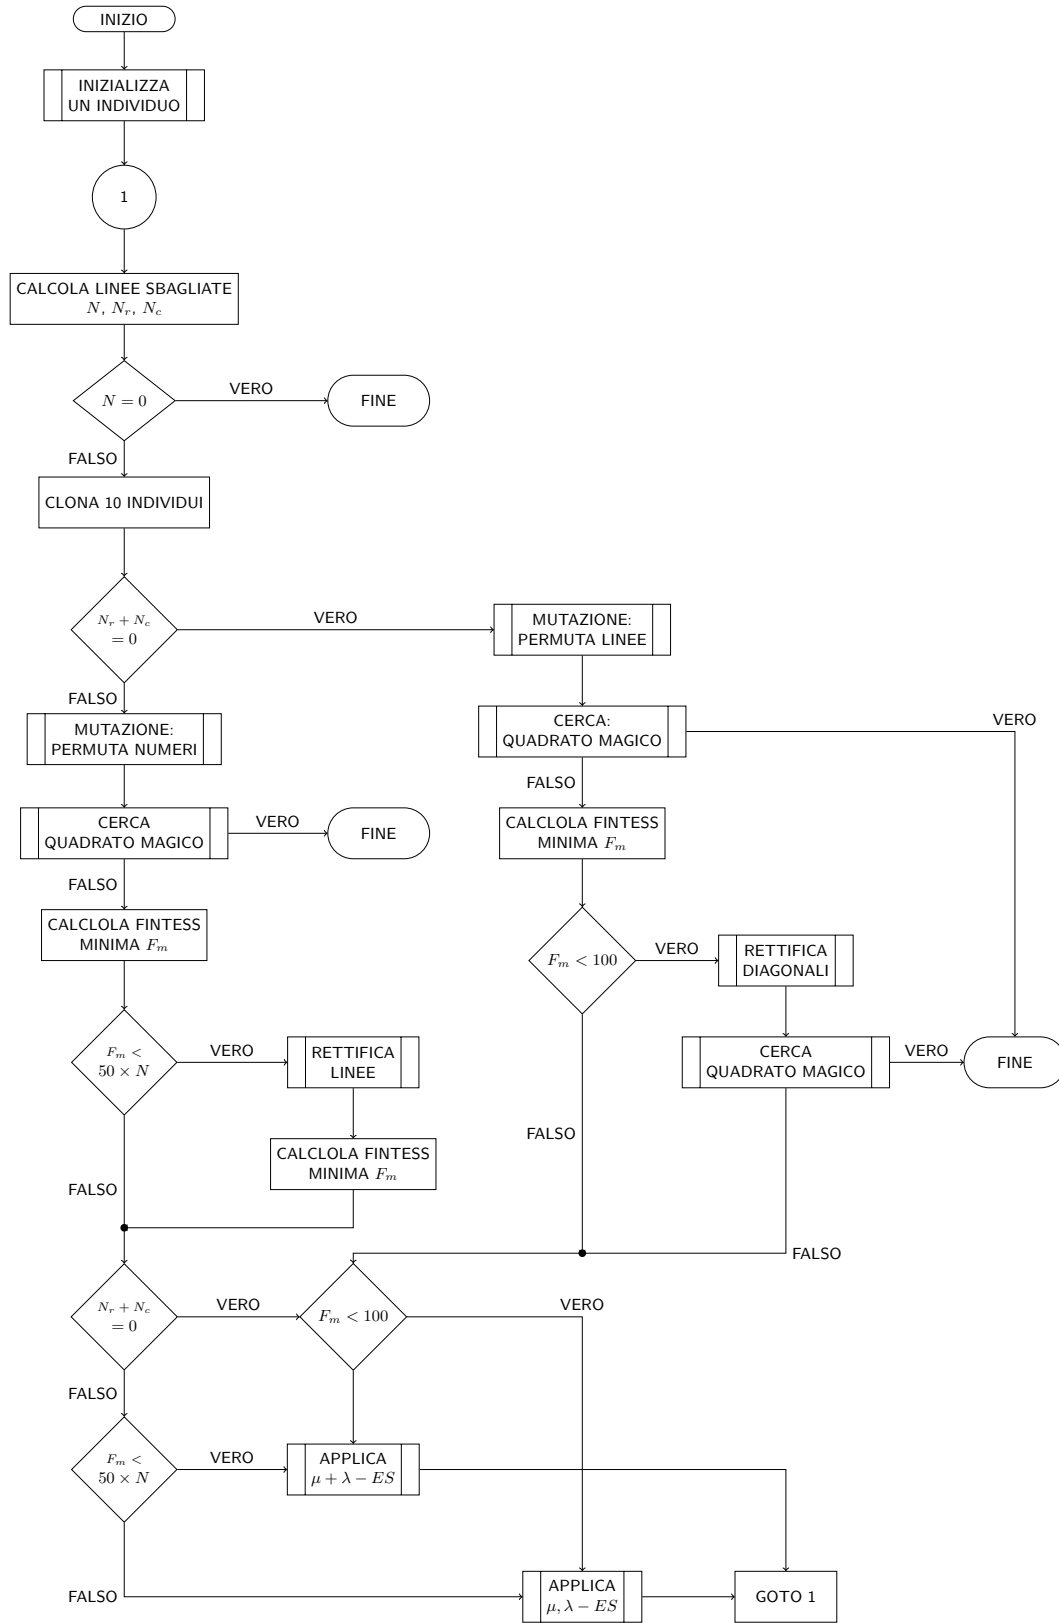 INIZIO
INIZIALIZZA
UN INDIVIDUO
1
CALCOLA LINEE SBAGLIATE
N, N_r, N_c
N = 0
VERO
FINE
FALSO
CLONA 10 INDIVIDUI
N_r + N_c
= 0
VERO
MUTAZIONE:
PERMUTA LINEE
FALSO
MUTAZIONE:
PERMUTA NUMERI
CERCA:
QUADRATO MAGICO
VERO
FALSO
CERCA
QUADRATO MAGICO
VERO
FINE
CALCLOLA FINTESS
MINIMA F_m
FALSO
CALCLOLA FINTESS
MINIMA F_m
F_m < 100
VERO
RETTIFICA
DIAGONALI
F_m <
50 × N
VERO
RETTIFICA
LINEE
CERCA
QUADRATO MAGICO
VERO
FINE
FALSO
CALCLOLA FINTESS
MINIMA F_m
FALSO
FALSO
N_r + N_c
= 0
VERO
F_m < 100
VERO
FALSO
F_m <
50 × N
VERO
APPLICA
μ + λ − ES
FALSO
APPLICA
μ, λ − ES
GOTO 1